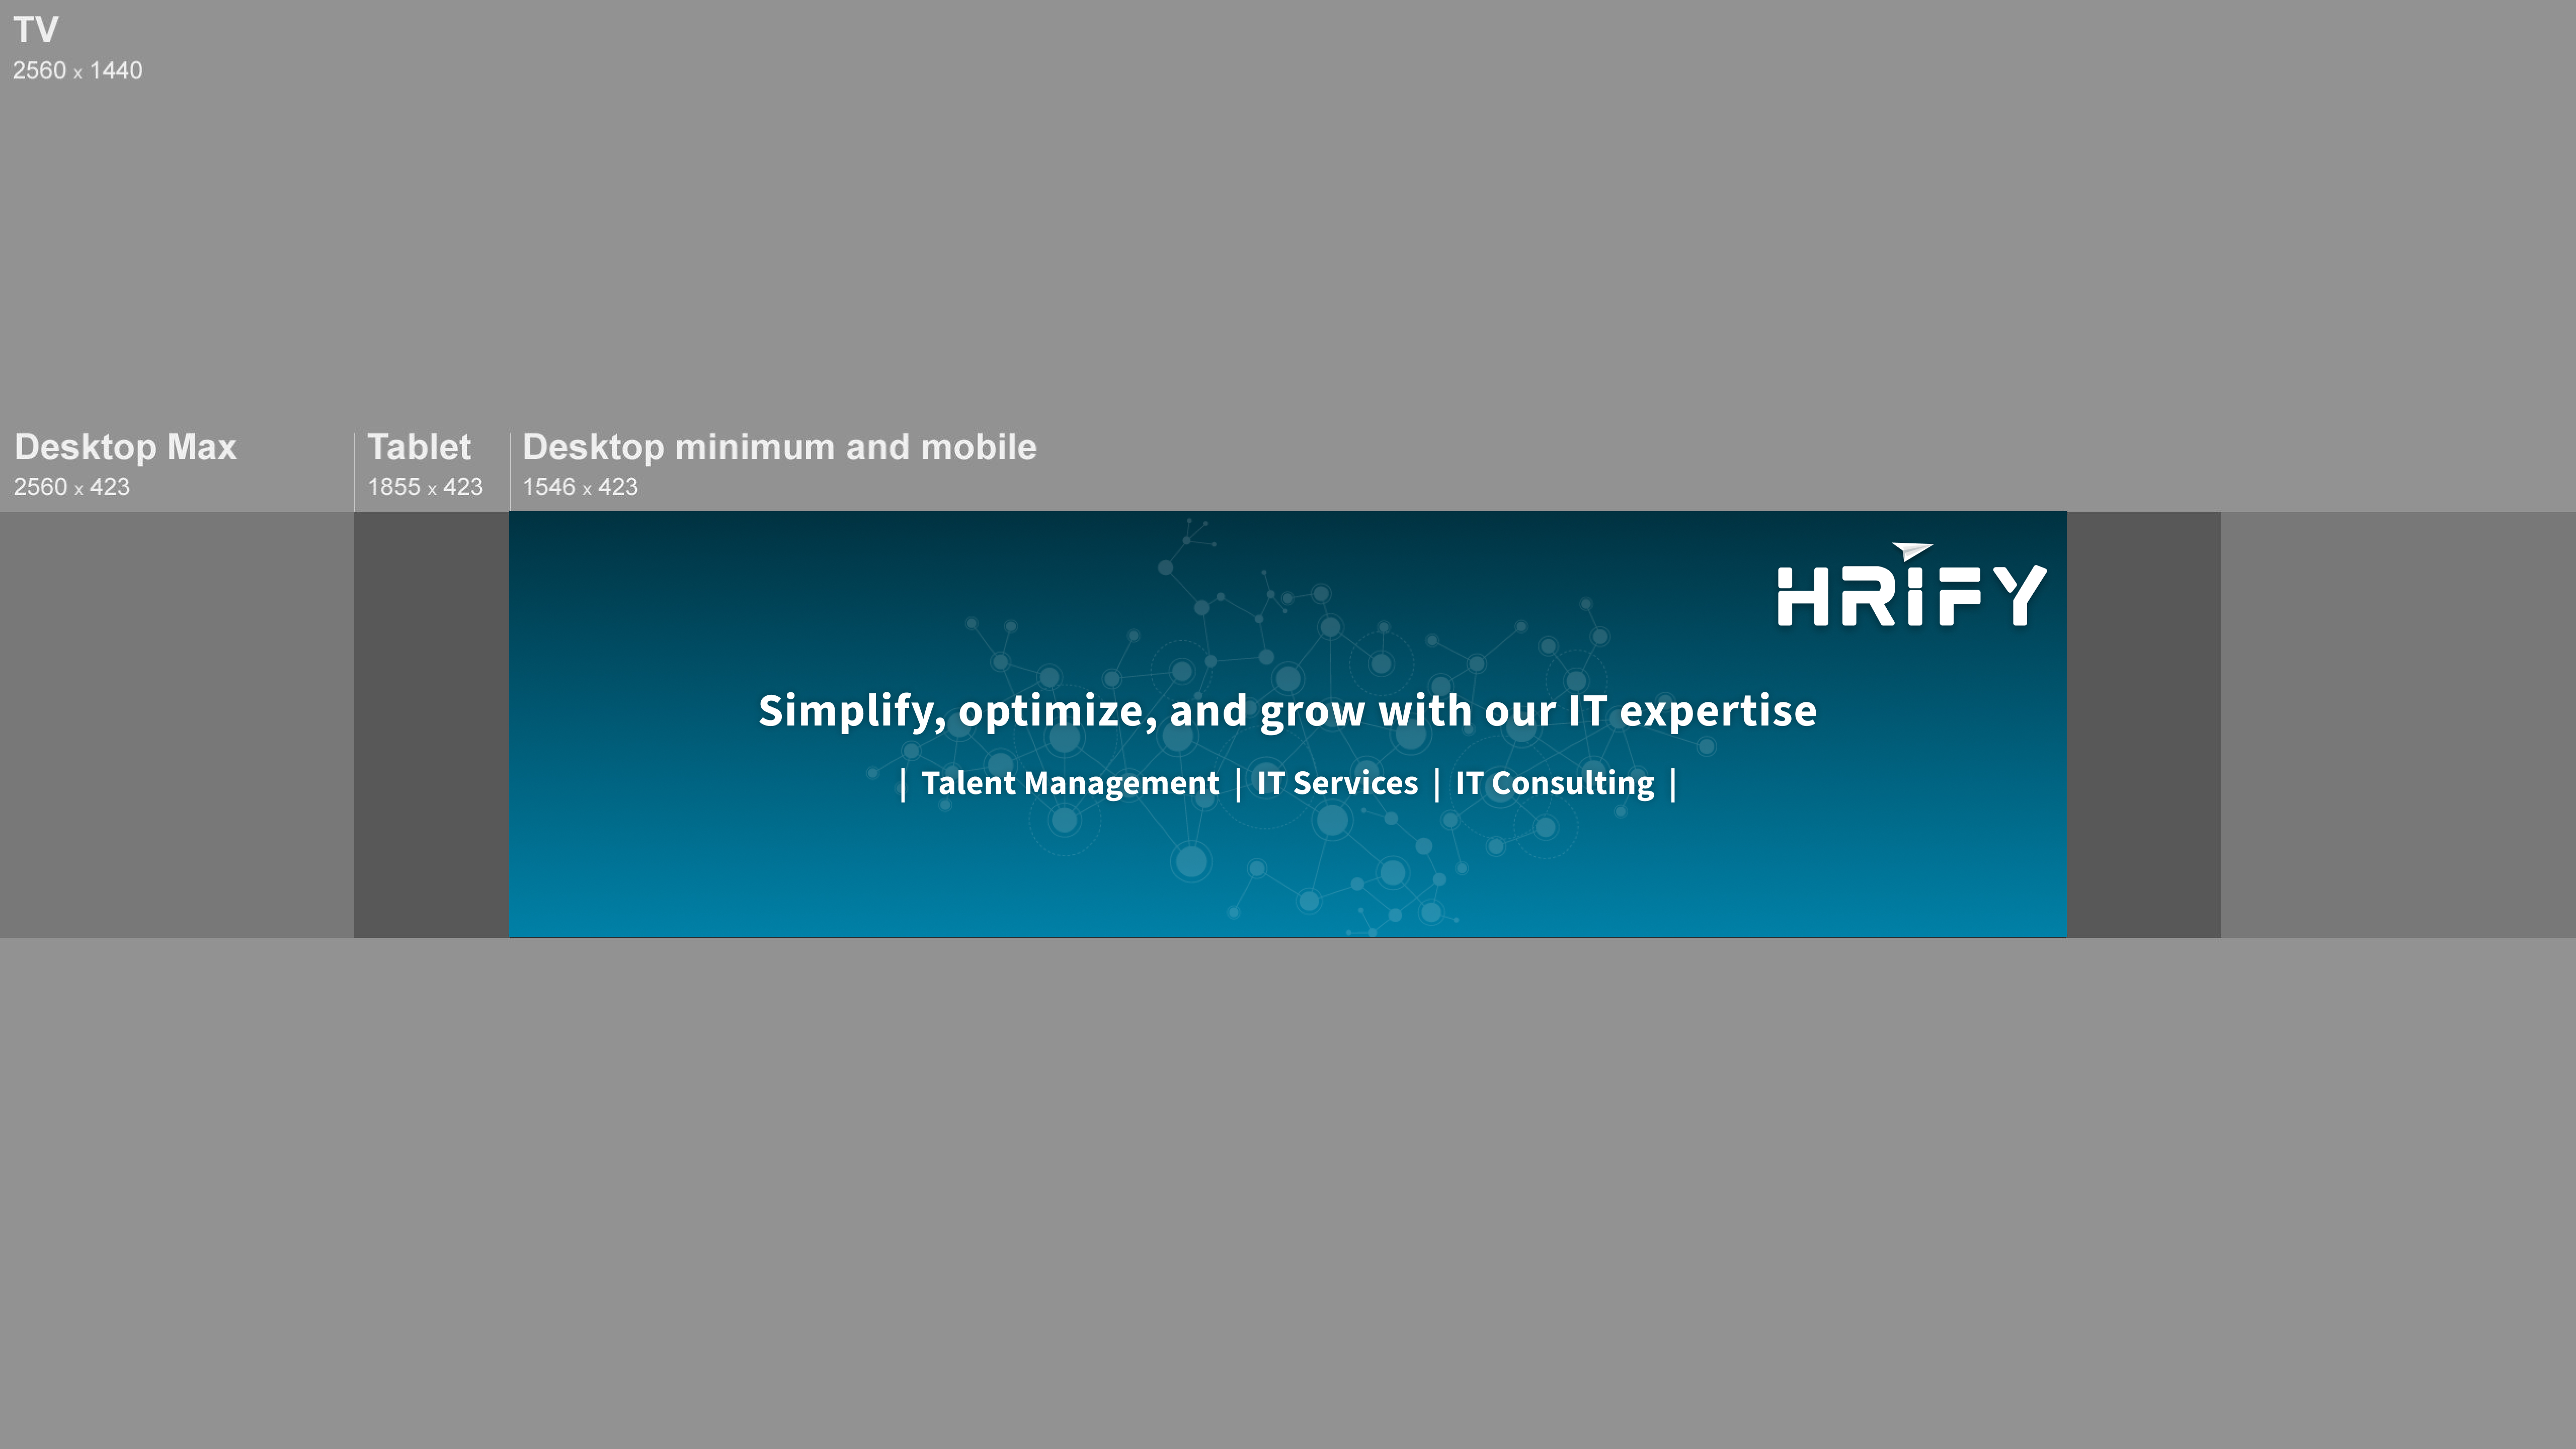 TV
2560 x 1440
Desktop Max
2560 x 423
Tablet
1855 x 423
Desktop minimum and mobile
1546 x 423
HRIFY
Simplify, optimize, and grow with our IT expertise
| Talent Management | IT Services | IT Consulting |